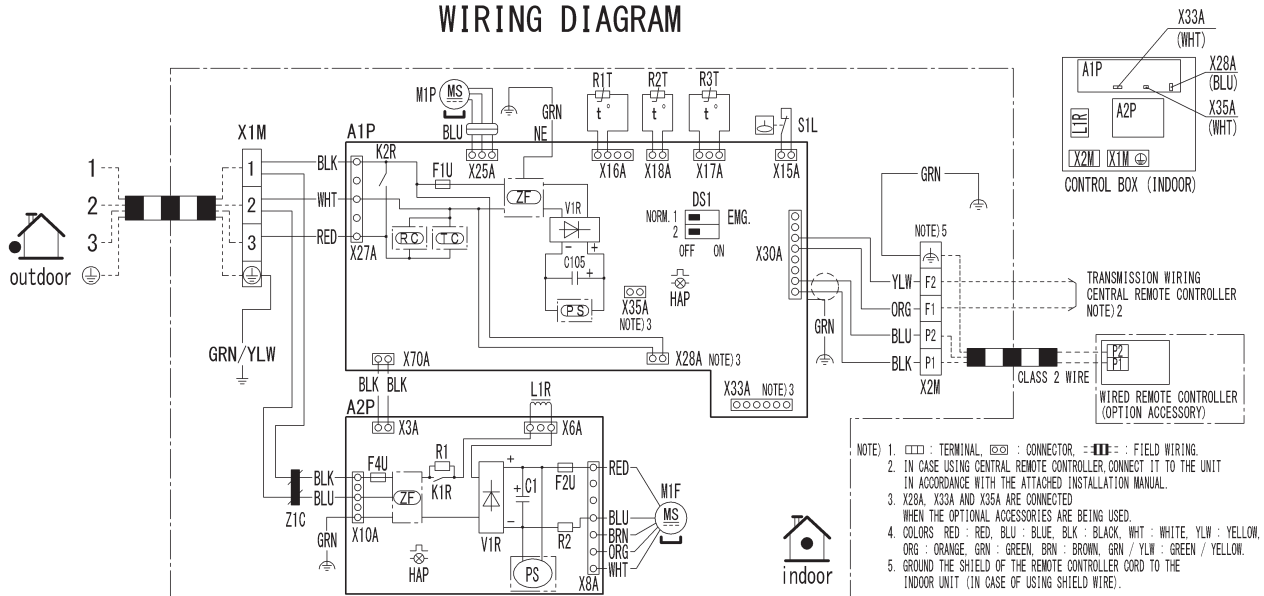 WIRING DIAGRAM
X33A
(WHT)
A1P
X28A
(BLU)
X35A
(WHT)
L1R
A2P
X2M
X1M
CONTROL BOX (INDOOR)
M1P
MS
BLU
GRN
NE
R1T
R2T
R3T
t°
t°
t°
S1L
X1M
A1P
K2R
F1U
X25A
X16A
X18A
X17A
X15A
1
2
3
outdoor
1
2
3
BLK
WHT
RED
X27A
RC
TC
ZF
V1R
- +
C105
+
PS
DS1
NORM. 1
2
EMG.
OFF ON
HAP
X35A
NOTE)3
X30A
X28A NOTE)3
X33A NOTE)3
GRN
GRN
NOTE)5
YLW
F2
ORG
F1
BLU
P2
BLK
P1
X2M
TRANSMISSION WIRING
CENTRAL REMOTE CONTROLLER
NOTE)2
P2
P1
CLASS 2 WIRE
WIRED REMOTE CONTROLLER
(OPTION ACCESSORY)
GRN/YLW
X70A
BLK BLK
A2P
X3A
L1R
X6A
Z1C
BLK
BLU
GRN
X10A
F4U
ZF
R1
K1R
V1R
+
-
+
C1
F2U
R2
PS
HAP
X8A
RED
BLU
BRN
ORG
WHT
M1F
MS
indoor
NOTE) 1. : TERMINAL, : CONNECTOR, : FIELD WIRING.
2. IN CASE USING CENTRAL REMOTE CONTROLLER, CONNECT IT TO THE UNIT
IN ACCORDANCE WITH THE ATTACHED INSTALLATION MANUAL.
3. X28A, X33A AND X35A ARE CONNECTED
WHEN THE OPTIONAL ACCESSORIES ARE BEING USED.
4. COLORS RED : RED, BLU : BLUE, BLK : BLACK, WHT : WHITE, YLW : YELLOW,
ORG : ORANGE, GRN : GREEN, BRN : BROWN, GRN / YLW : GREEN / YELLOW.
5. GROUND THE SHIELD OF THE REMOTE CONTROLLER CORD TO THE
INDOOR UNIT (IN CASE OF USING SHIELD WIRE).